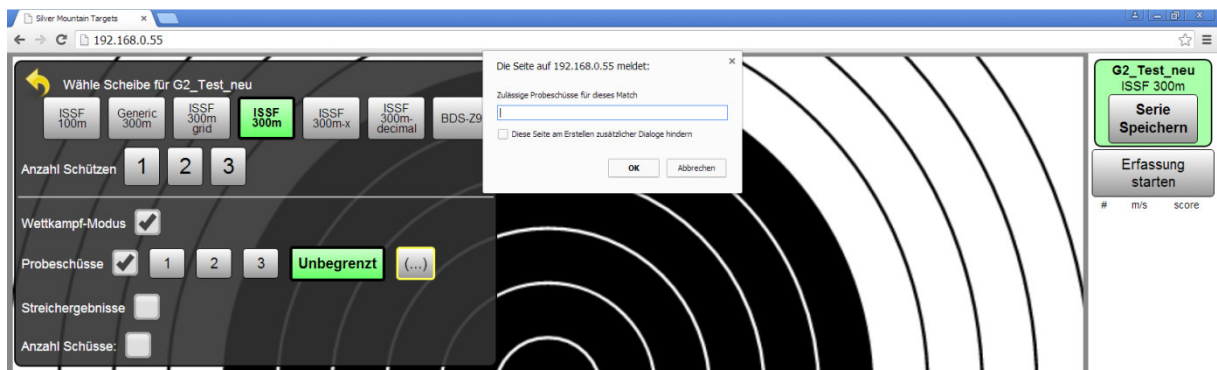 Silver Mountain Targets
192.168.0.55
Wähle Scheibe für G2_Test_neu
ISSF 100m
Generic 300m
ISSF 300m grid
ISSF 300m
ISSF 300m-x
ISSF 300m-decimal
BDS-Z9
Anzahl Schützen 1 2 3
Wettkampf-Modus
Probeschüsse 1 2 3 Unbegrenzt (...)
Streichergebnisse
Anzahl Schüsse:
Die Seite auf 192.168.0.55 meldet:
Zulässige Probeschüsse für dieses Match
Diese Seite am Erstellen zusätzlicher Dialoge hindern
OK Abbrechen
G2_Test_neu
ISSF 300m
Serie
Speichern
Erfassung
starten
# m/s score